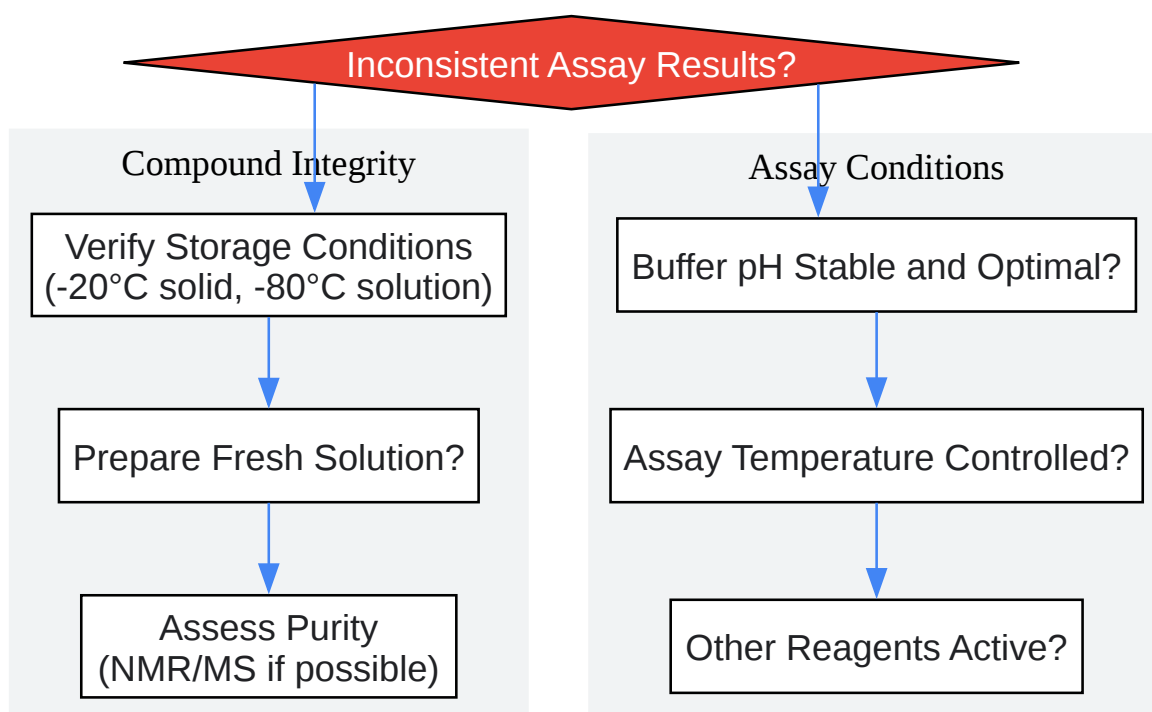 Inconsistent Assay Results?
Compound Integrity
Verify Storage Conditions
(-20°C solid, -80°C solution)
Prepare Fresh Solution?
Assess Purity
(NMR/MS if possible)
Assay Conditions
Buffer pH Stable and Optimal?
Assay Temperature Controlled?
Other Reagents Active?